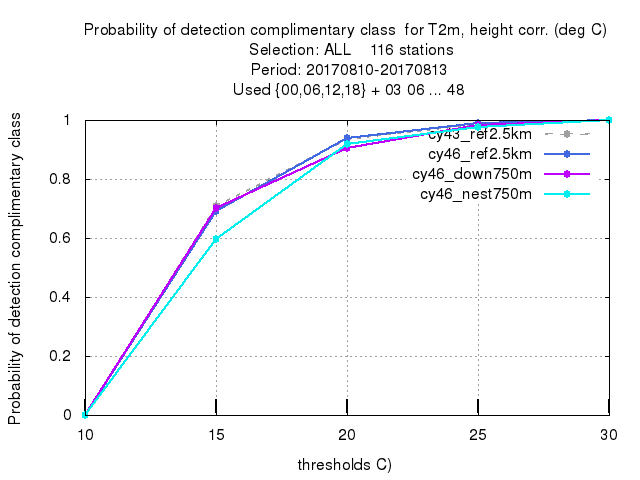 Probability of detection complimentary class  for T2m, height corr. (deg C)
Selection: ALL    116 stations
Period: 20170810-20170813
Used {00,06,12,18} + 03 06 ... 48
Probability of detection complimentary class
1
0.8
0.6
0.4
0.2
0
cy43_ref2.5km
cy46_ref2.5km
cy46_down750m
cy46_nest750m
10 15 20 25 30
thresholds C)